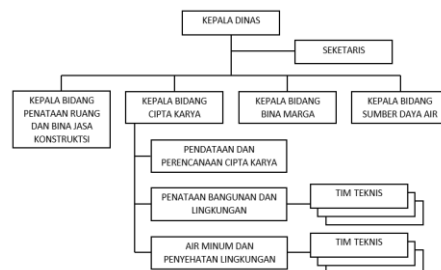 KEPALA DINAS
SEKETARIS
KEPALA BIDANG
PENATAAN RUANG
DAN BINA JASA
KONSTRUKTSI
KEPALA BIDANG
CIPTA KARYA
KEPALA BIDANG
BINA MARGA
KEPALA BIDANG
SUMBER DAYA AIR
PENDATAAN DAN
PERENCANAAN CIPTA KARYA
PENATAAN BANGUNAN DAN
LINGKUNGAN
TIM TEKNIS
AIR MINUM DAN
PENYEHATAN LINGKUNGAN
TIM TEKNIS